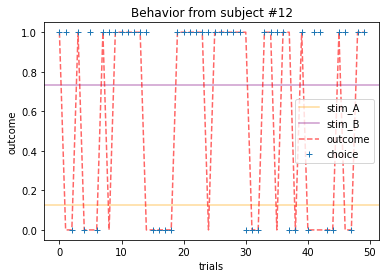 Behavior from subject #12
outcome
1.0
0.8
0.6
0.4
0.2
0.0
stim_A
stim_B
outcome
choice
0 10 20 30 40 50
trials